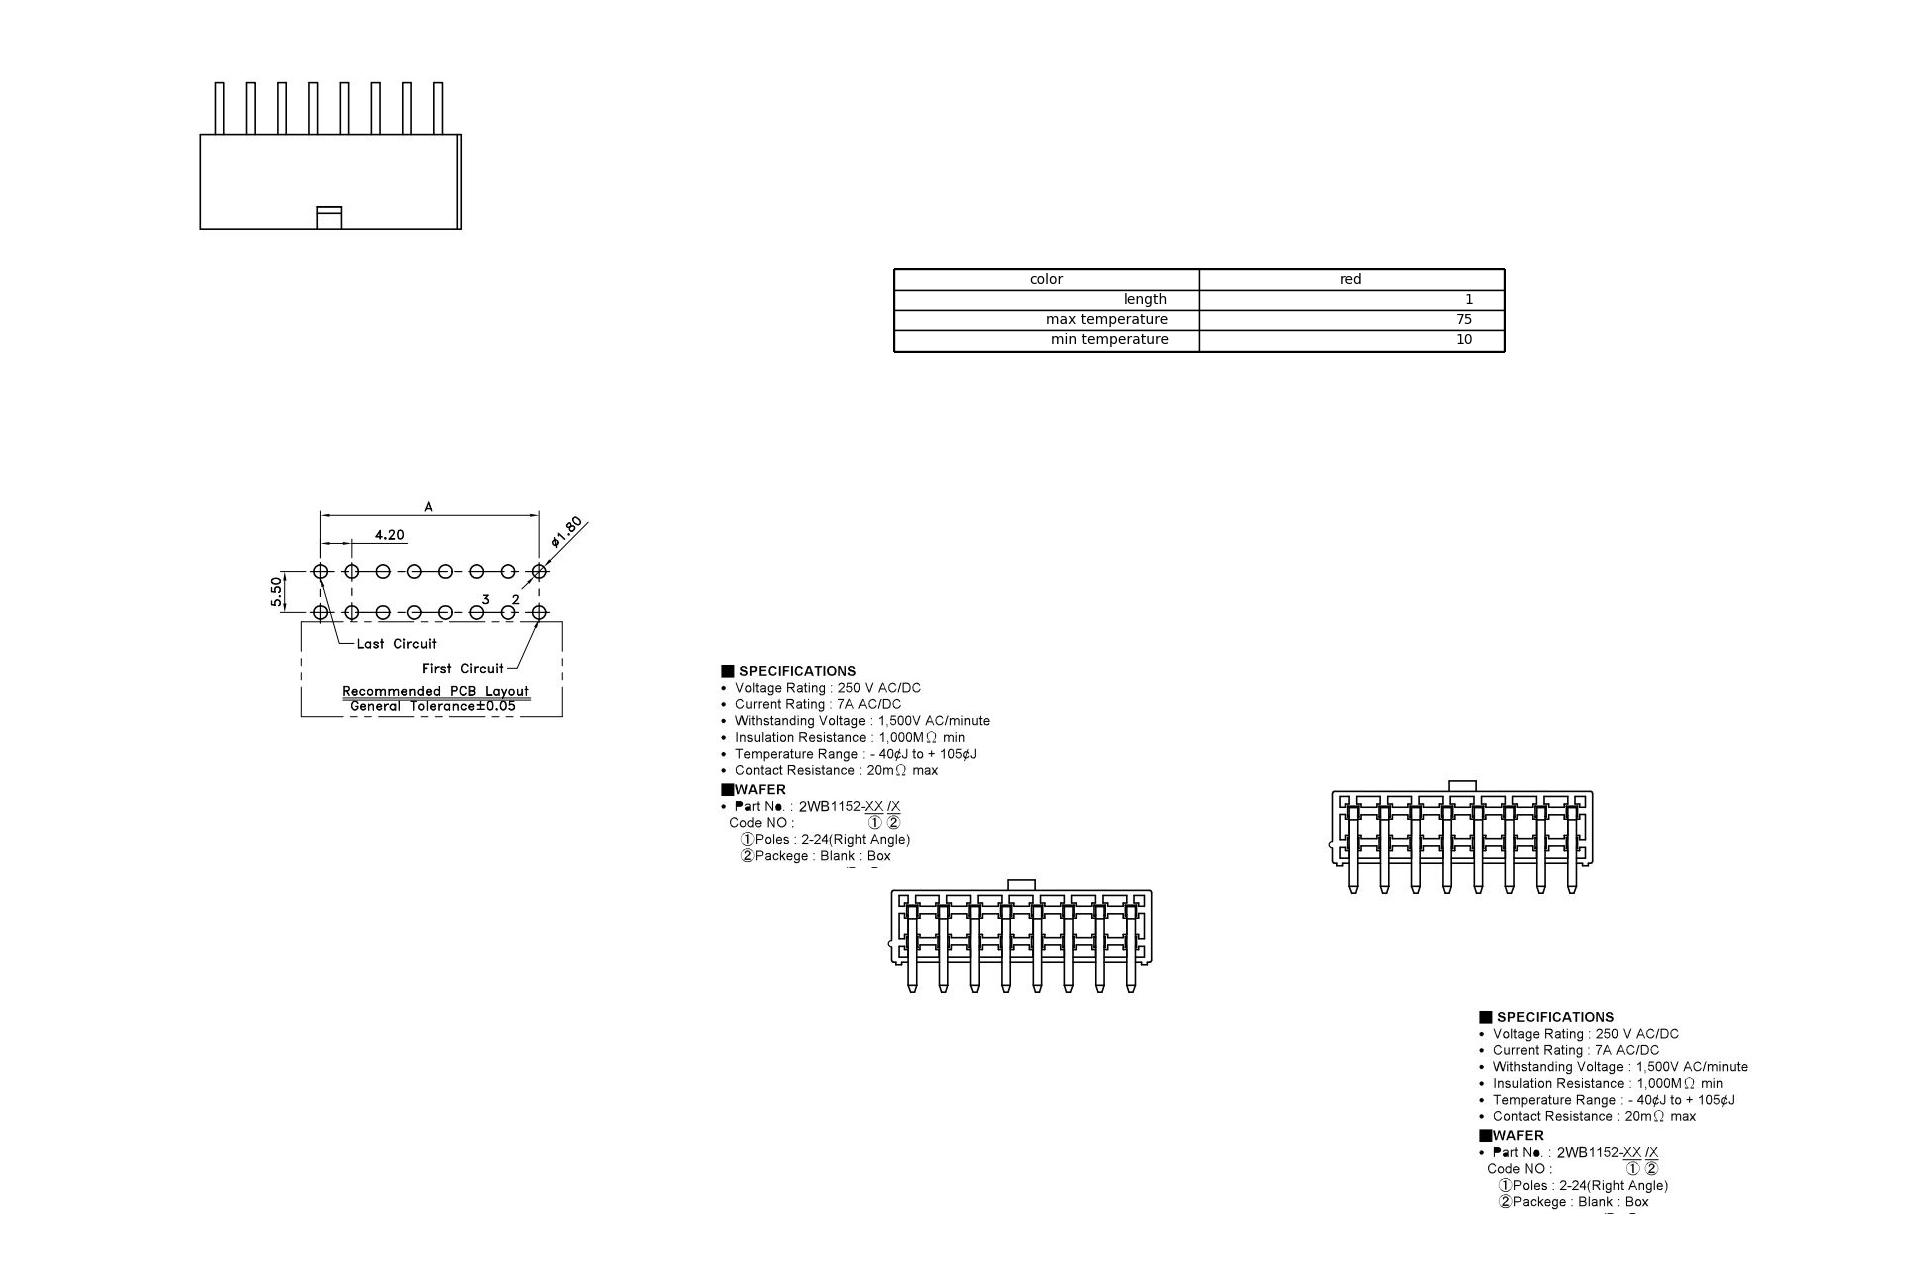 color red
length 1
max temperature 75
min temperature 10
A
4.20
ø1.80
5.50
3 2
Last Circuit
First Circuit
Recommended PCB Layout
General Tolerance±0.05
■ SPECIFICATIONS
• Voltage Rating : 250 V AC/DC
• Current Rating : 7A AC/DC
• Withstanding Voltage : 1,500V AC/minute
• Insulation Resistance : 1,000MΩ min
• Temperature Range : - 40¢J to + 105¢J
• Contact Resistance : 20mΩ max
■WAFER
• Part No. : 2WB1152-XX /X
Code NO : ① ②
①Poles : 2-24(Right Angle)
②Packege : Blank : Box
■ SPECIFICATIONS
• Voltage Rating : 250 V AC/DC
• Current Rating : 7A AC/DC
• Withstanding Voltage : 1,500V AC/minute
• Insulation Resistance : 1,000MΩ min
• Temperature Range : - 40¢J to + 105¢J
• Contact Resistance : 20mΩ max
■WAFER
• Part No. : 2WB1152-XX /X
Code NO : ① ②
①Poles : 2-24(Right Angle)
②Packege : Blank : Box